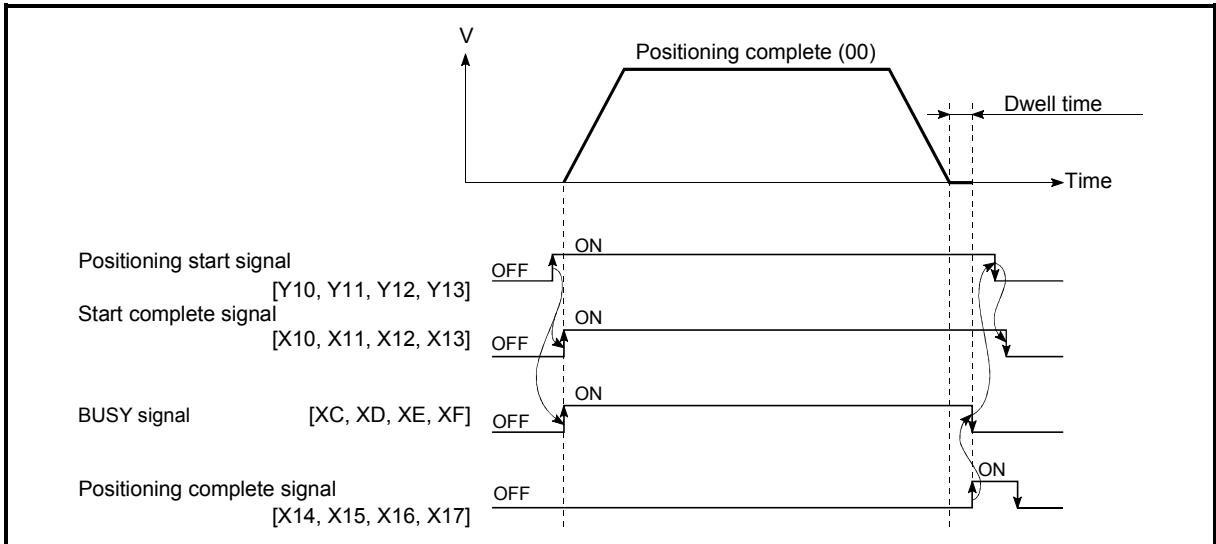 V
Positioning complete (00)
Dwell time
Time
Positioning start signal
[Y10, Y11, Y12, Y13]
OFF
ON
Start complete signal
[X10, X11, X12, X13]
OFF
ON
BUSY signal [XC, XD, XE, XF]
OFF
ON
Positioning complete signal
[X14, X15, X16, X17]
OFF
ON